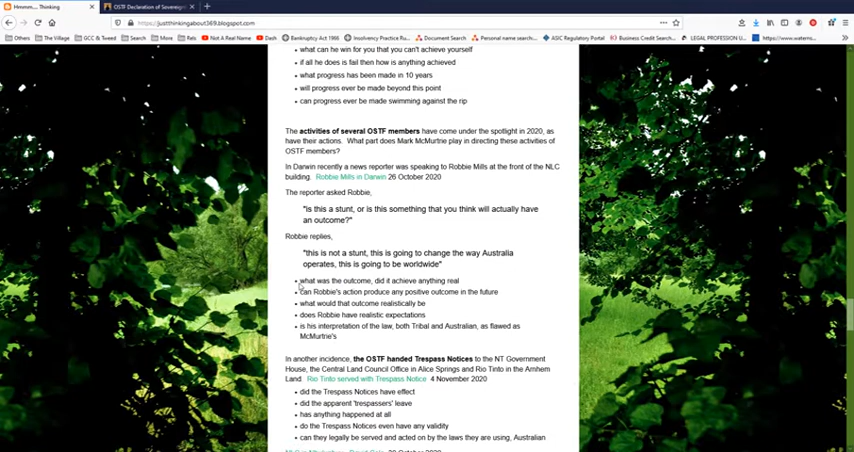 Hmmm.... Thinking
OSTF Declaration of Sovereign
https://justthinkingabout369.blogspot.com
Others
The Village
GCC & Twd
Search
More
Rels
Not A Real Name
Dash
Bankruptcy Act 1966
Insolvency Practice Ru...
Document Search
Personal name search...
ASIC Regulatory Portal
Business Credit Search...
LEGAL PROFESSION U...
https://www.waterns...
what can he win for you that you can't achieve yourself
if all he does is fail then how is anything achieved
what progress has been made in 10 years
will progress ever be made beyond this point
can progress ever be made swimming against the rip
The activities of several OSTF members have come under the spotlight in 2020, as
have their actions. What part does Mark McMurtrie play in directing these activities of
OSTF members?
In Darwin recently a news reporter was speaking to Robbie Mills at the front of the NLC
building. Robbie Mills in Darwin 26 October 2020
The reporter asked Robbie,
"is this a stunt, or is this something that you think will actually have
an outcome?"
Robbie replies,
"this is not a stunt, this is going to change the way Australia
operates, this is going to be worldwide"
what was the outcome, did it achieve anything real
can Robbie's action produce any positive outcome in the future
what would that outcome realistically be
does Robbie have realistic expectations
is his interpretation of the law, both Tribal and Australian, as flawed as
McMurtrie's
In another incidence, the OSTF handed Trespass Notices to the NT Government
House, the Central Land Council Office in Alice Springs and Rio Tinto in the Arnhem
Land Rio Tinto served with Trespass Notice 4 November 2020
did the Trespass Notices have effect
did the apparent 'trespassers' leave
has anything happened at all
do the Trespass Notices even have any validity
can they legally be served and acted on by the laws they are using, Australian